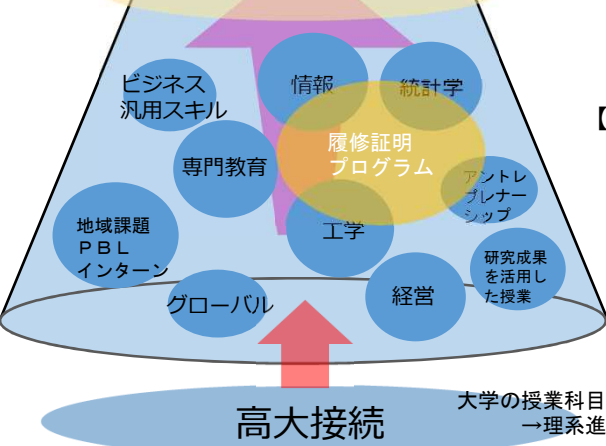 ビジネス
汎用スキル
情報
統計学
【
履修証明
プログラム
専門教育
アントレ
プレナー
シップ
地域課題
ＰＢＬ
インターン
工学
研究成果
を活用し
た授業
グローバル
経営
高大接続
大学の授業科目
→理系進